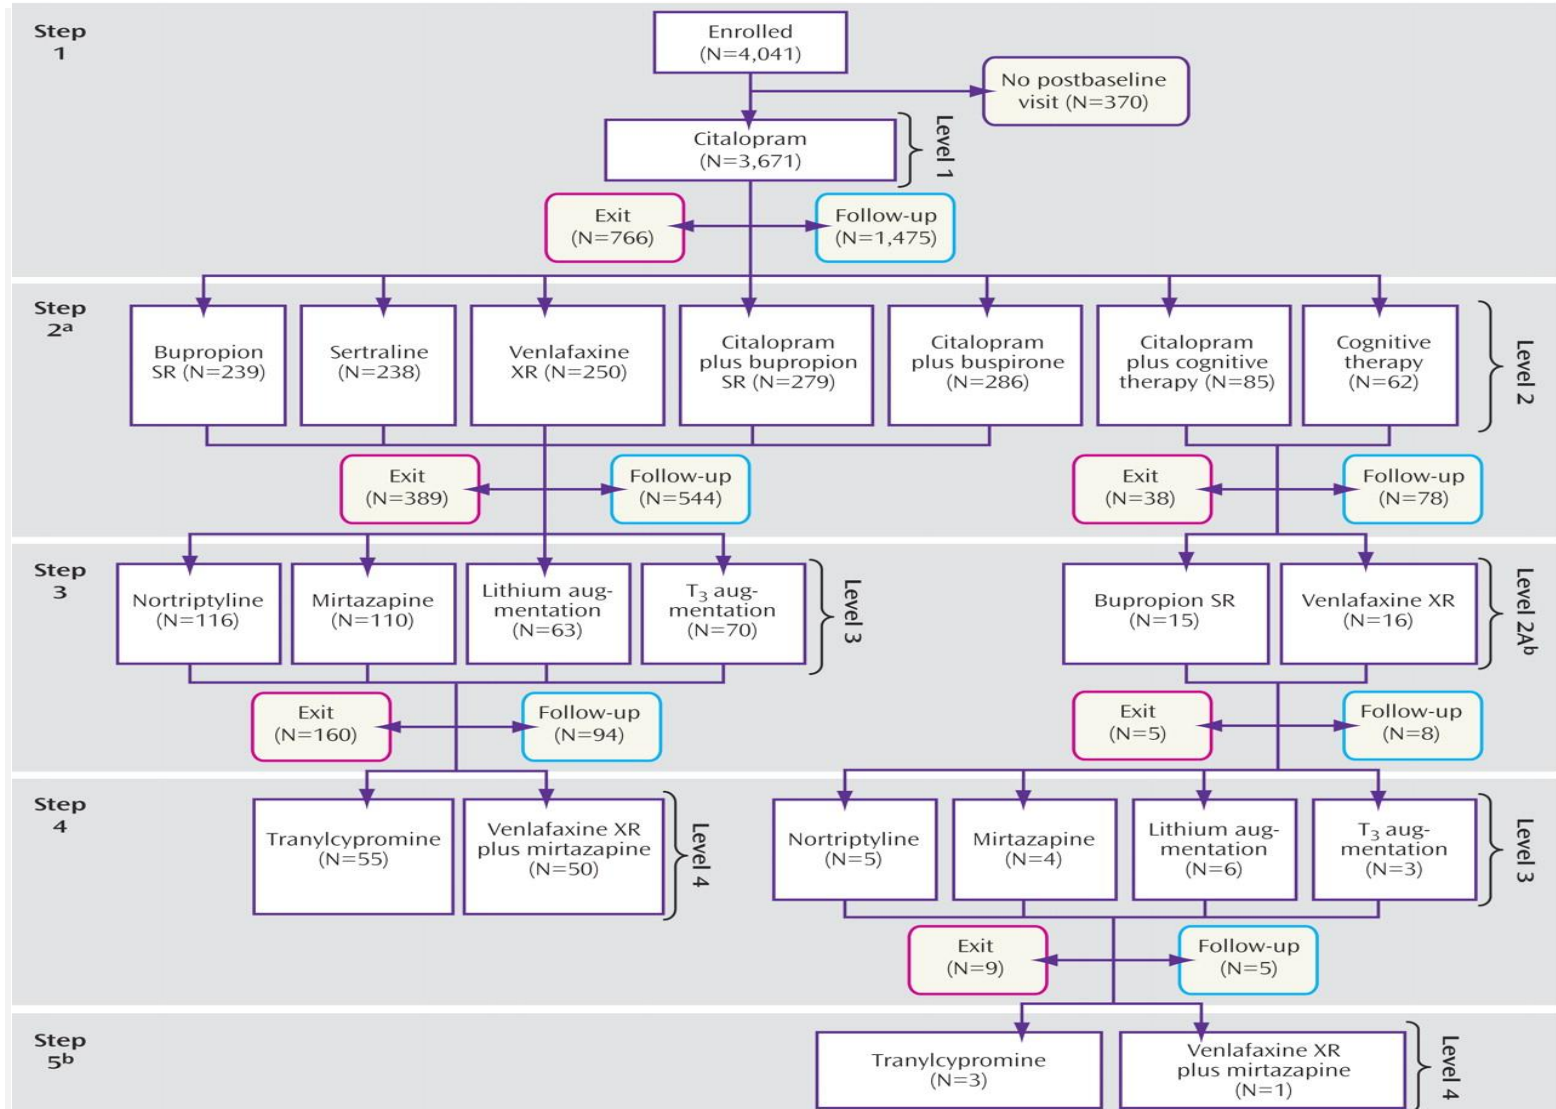 Step
1
Enrolled
(N=4,041)
No postbaseline
visit (N=370)
Citalopram
(N=3,671)
Level 1
Exit
(N=766)
Follow-up
(N=1,475)
Step
2a
Bupropion
SR (N=239)
Sertraline
(N=238)
Venlafaxine
XR (N=250)
Citalopram
plus bupropion
SR (N=279)
Citalopram
plus buspirone
(N=286)
Citalopram
plus cognitive
therapy (N=85)
Cognitive
therapy
(N=62)
Level 2
Exit
(N=389)
Follow-up
(N=544)
Exit
(N=38)
Follow-up
(N=78)
Step
3
Nortriptyline
(N=116)
Mirtazapine
(N=110)
Lithium aug-
mentation
(N=63)
T3 aug-
mentation
(N=70)
Level 3
Bupropion SR
(N=15)
Venlafaxine XR
(N=16)
Level 2Ab
Exit
(N=160)
Follow-up
(N=94)
Exit
(N=5)
Follow-up
(N=8)
Step
4
Tranylcypromine
(N=55)
Venlafaxine XR
plus mirtazapine
(N=50)
Level 4
Nortriptyline
(N=5)
Mirtazapine
(N=4)
Lithium aug-
mentation
(N=6)
T3 aug-
mentation
(N=3)
Level 3
Exit
(N=9)
Follow-up
(N=5)
Step
5b
Tranylcypromine
(N=3)
Venlafaxine XR
plus mirtazapine
(N=1)
Level 4